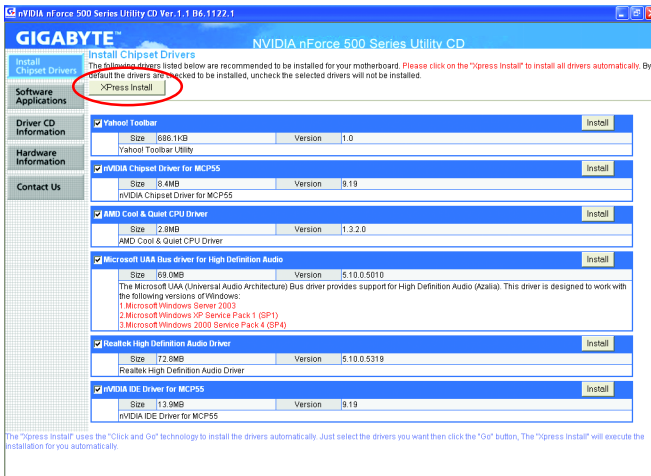 nVIDIA nForce 500 Series Utility CD Ver.1.1 B6.1122.1
GIGABYTE™
nVIDIA nForce 500 Series Utility CD
Install
Chipset Drivers
Software
Applications
Driver CD
Information
Hardware
Information
Contact Us
Install Chipset Drivers
The following drivers listed below are recommended to be installed for your motherboard. Please click on the "Xpress Install" to install all drivers automatically. By
default the drivers are checked to be installed, uncheck the selected drivers will not be installed.
XPress Install
Yahoo! Toolbar Install
Size 686.1KB Version 1.0
Yahoo! Toolbar Utility
nVIDIA Chipset Driver for MCP55 Install
Size 8.4MB Version 9.19
nVIDIA Chipset Driver for MCP55
AMD Cool & Quiet CPU Driver Install
Size 2.8MB Version 1.3.2.0
AMD Cool & Quiet CPU Driver
Microsoft UAA Bus driver for High Definition Audio Install
Size 69.0MB Version 5.10.0.5010
The Microsoft UAA (Universal Audio Architecture) Bus driver provides support for High Definition Audio (Azalia). This driver is designed to work with
the following versions of Windows:
1.Microsoft Windows Server 2003
2.Microsoft Windows XP Service Pack 1 (SP1)
3.Microsoft Windows 2000 Service Pack 4 (SP4)
Realtek High Definition Audio Driver Install
Size 72.8MB Version 5.10.0.5319
Realtek High Definition Audio Driver
nVIDIA IDE Driver for MCP55 Install
Size 13.9MB Version 9.19
nVIDIA IDE Driver for MCP55
The "Xpress Install" uses the "Click and Go" technology to install the drivers automatically. Just select the drivers you want then click the "Go" button, The "Xpress Install" will execute the
installation for you automatically.